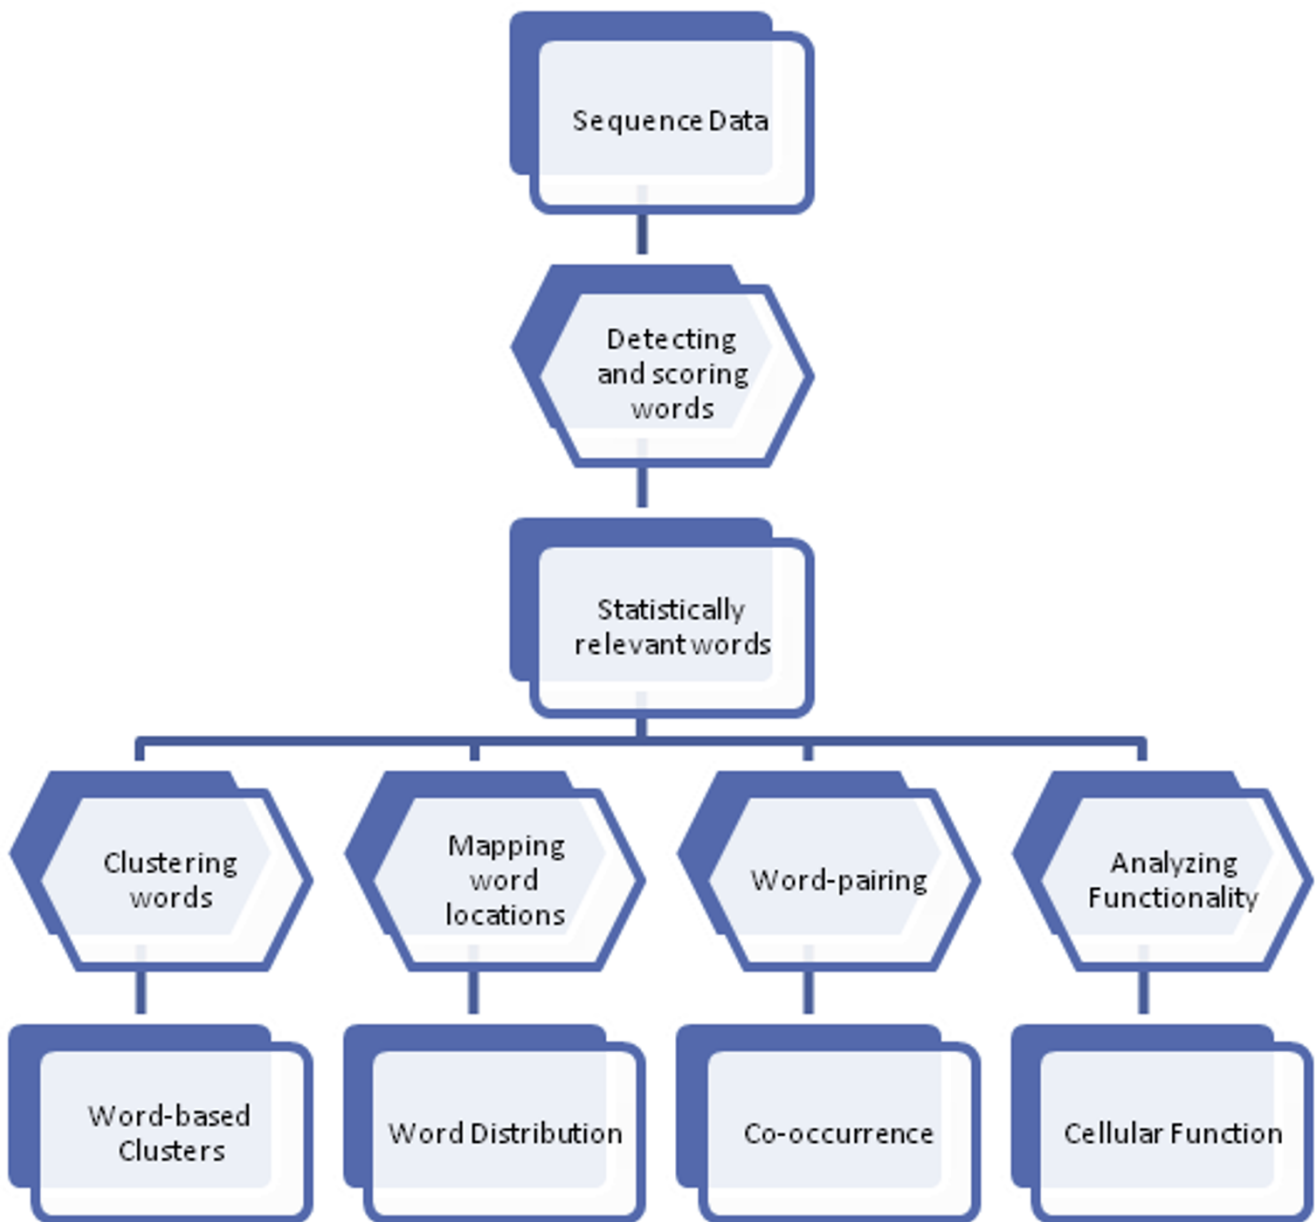 Sequence Data
Detecting
and scoring
words
Statistically
relevant words
Clustering
words
Mapping
word
locations
Word-pairing
Analyzing
Functionality
Word-based
Clusters
Word Distribution
Co-occurrence
Cellular Function